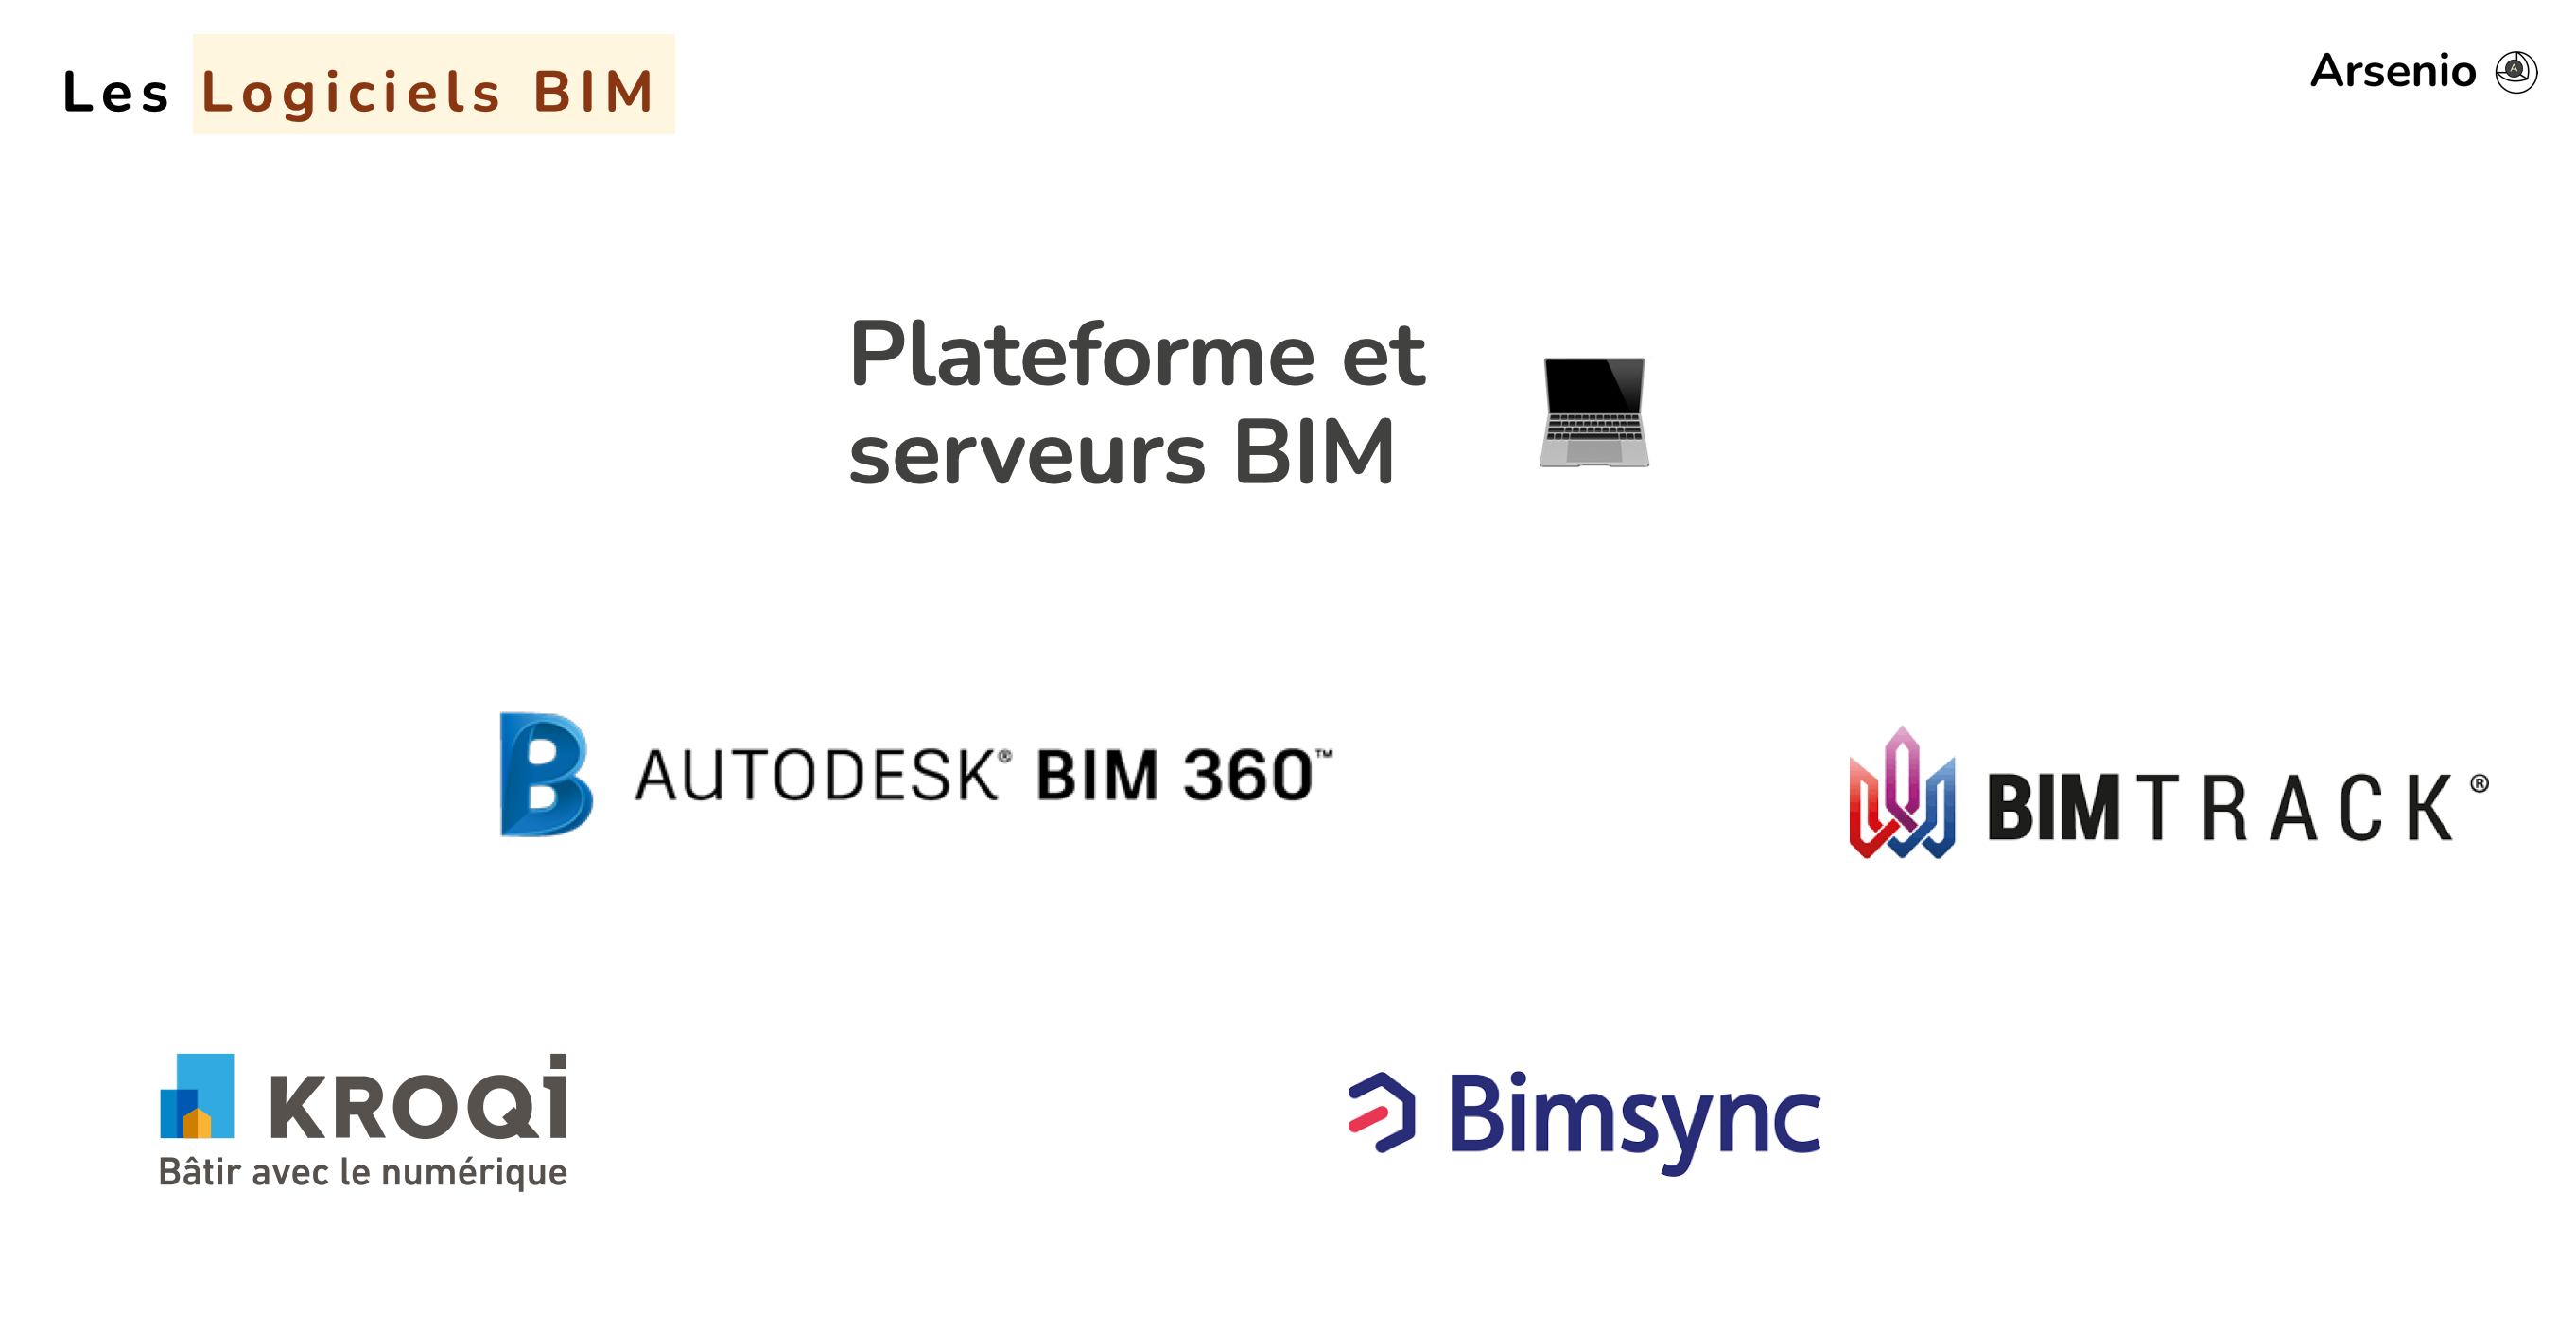 Les Logiciels BIM
Arsenio
A
Plateforme et
serveurs BIM
AUTODESK® BIM 360™
BIMTRACK®
KROQi
Bâtir avec le numérique
Bimsync